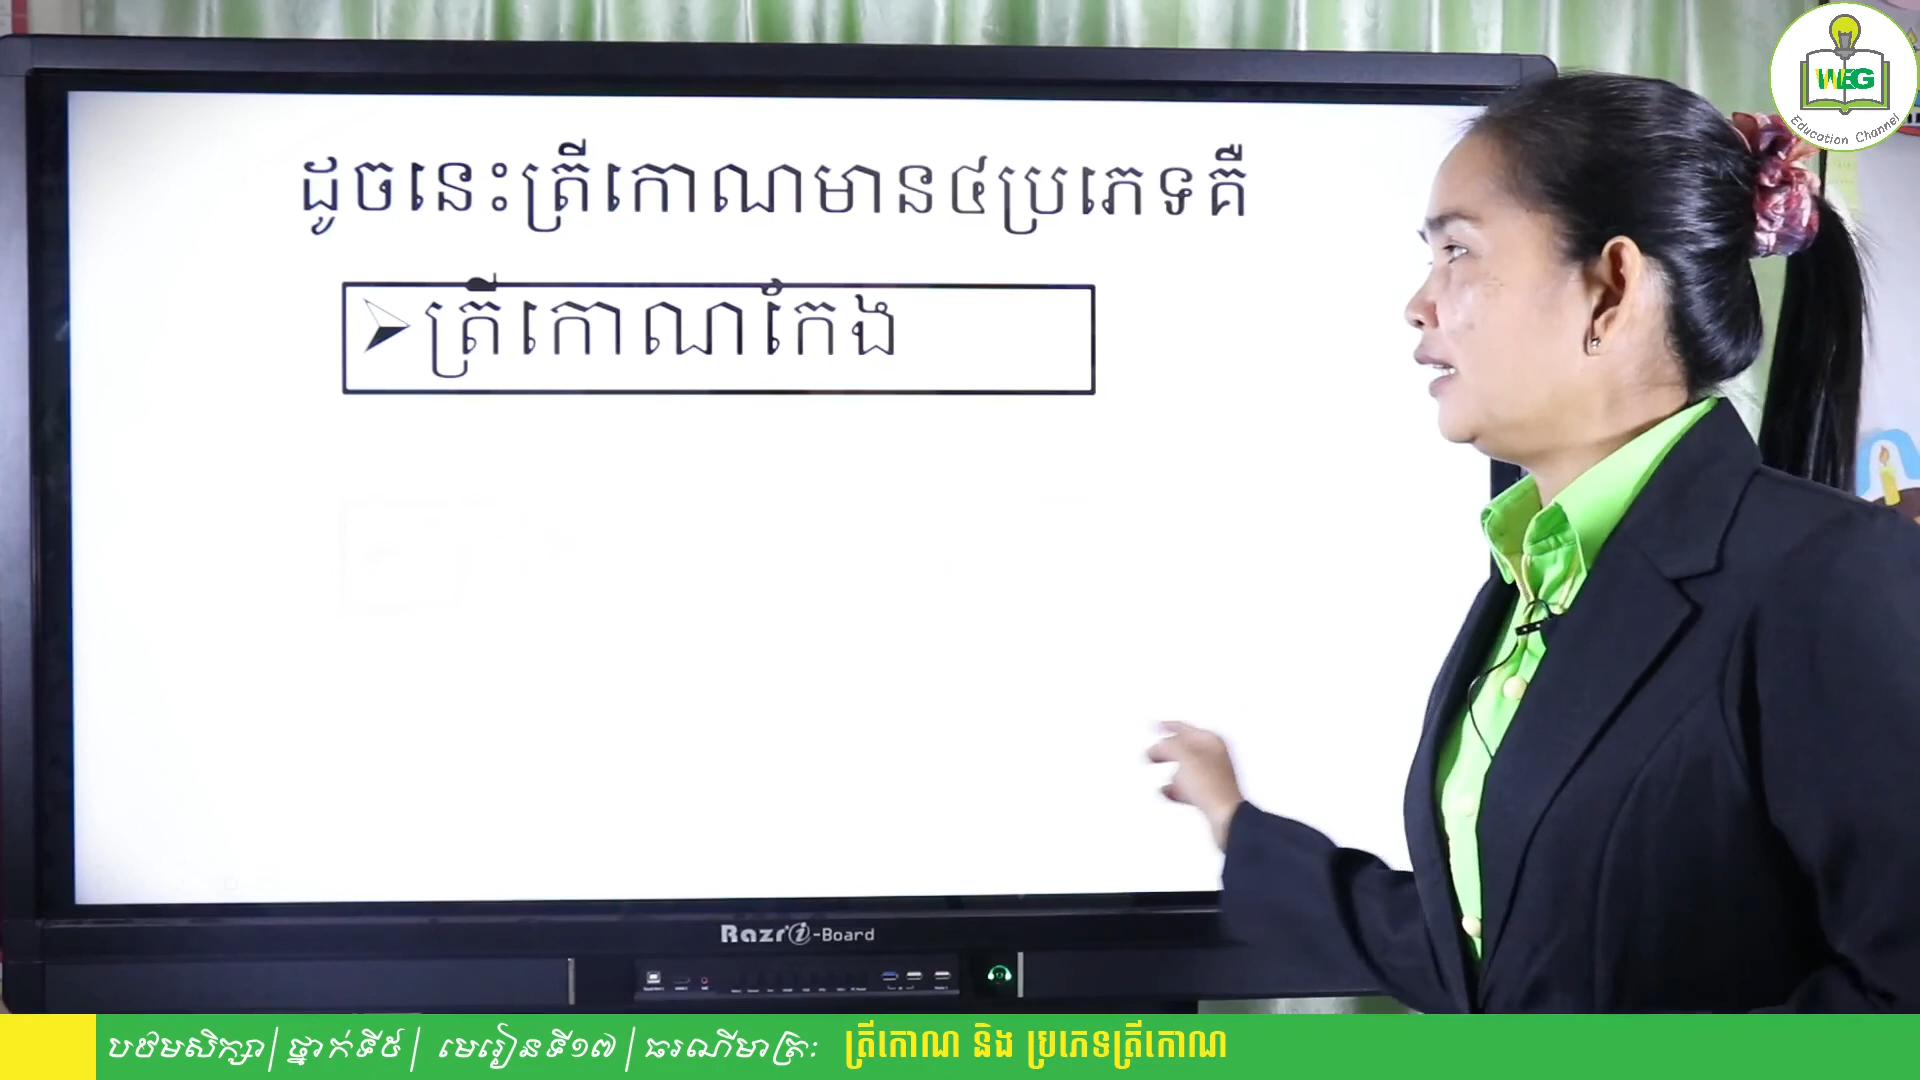 WEG
Education Channel
ដូចនេះត្រីកោណមាន៤ប្រភេទគឺ
ត្រីកោណកែង
Razr i-Board
បឋមសិក្សា| ថ្នាក់ទី៥| មេរៀនទី១៧ | ធរណីមាត្រ: ត្រីកោណ និង ប្រភេទត្រីកោណ